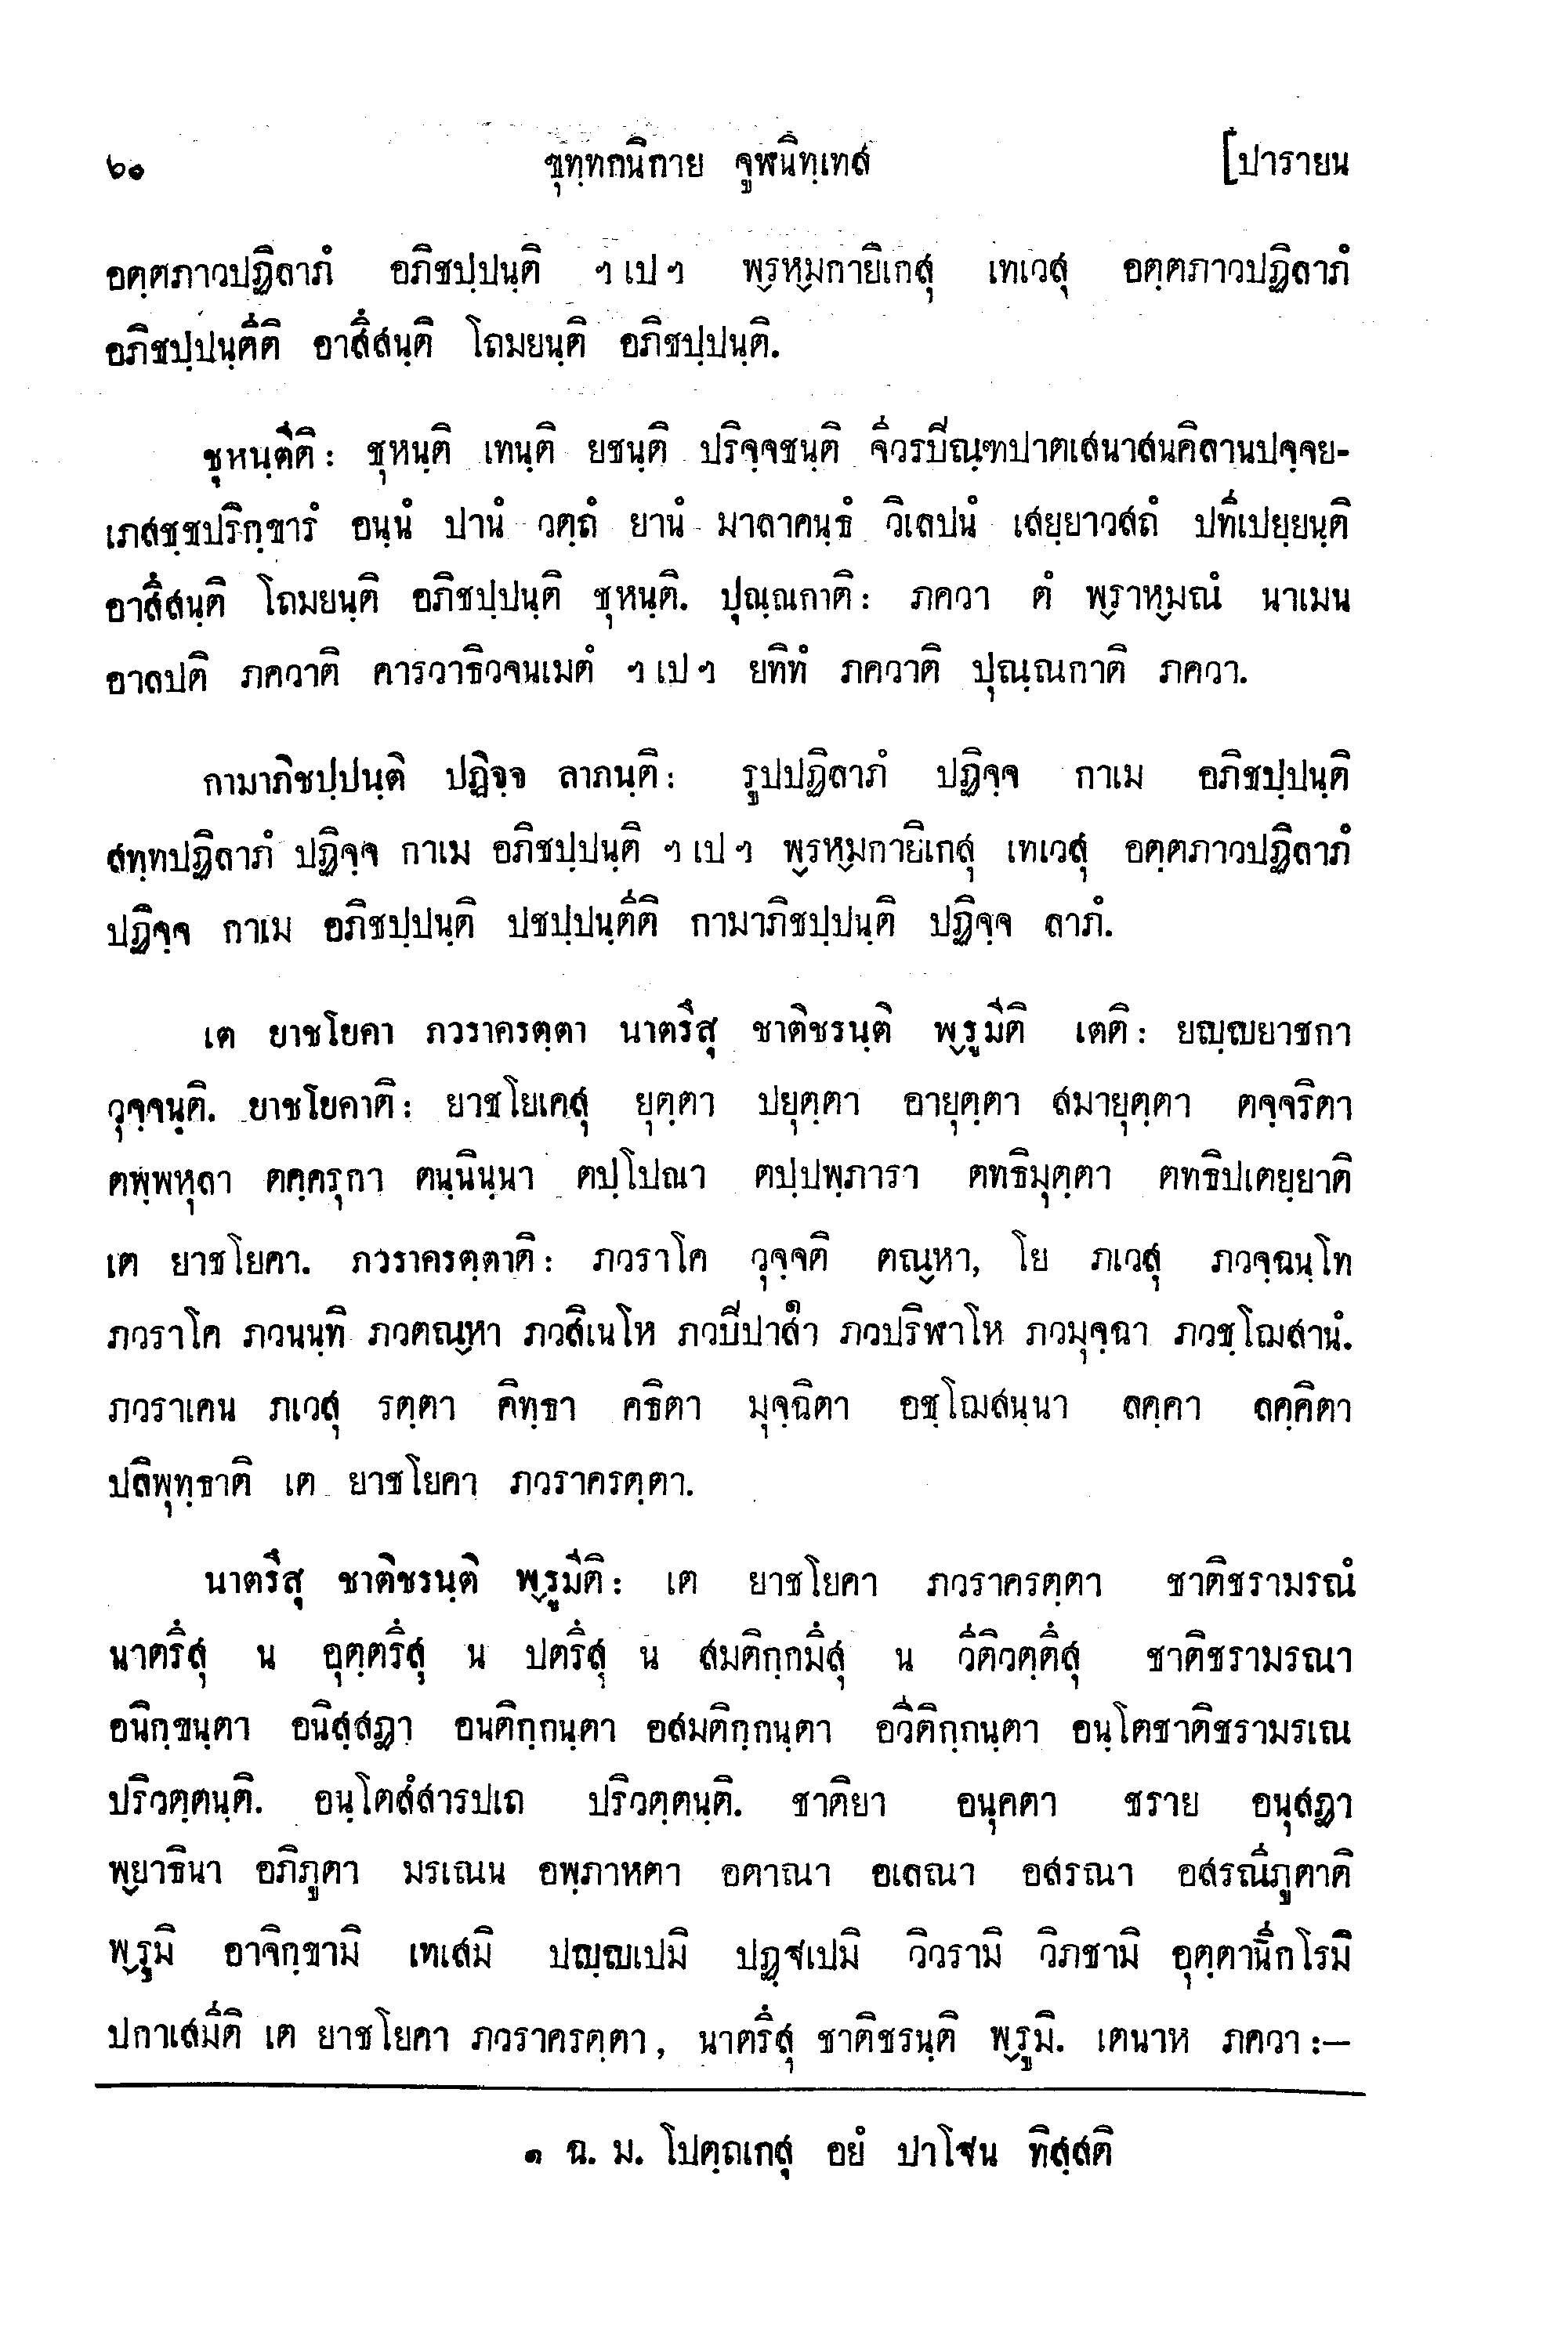 ๖๐ ขุทฺทกนิกาย จูฬนิทฺเทส [ปารายน
อตฺตภาวปฏิลาภํ อภิชปฺปนฺติ ฯ เป ฯ พฺรหฺมกายิเกสุ เทเวสุ อตฺตภาวปฏิลาภํ
อภิชปฺปนฺตีติ อาสึสนฺติ โถมยนฺติ อภิชปฺปนฺติ.
ชุหนฺตีติ: ชุหนฺติ เทนฺติ ยชนฺติ ปริจฺจชนฺติ จีวรปิณฺฑปาตเสนาสนคิลานปจฺจย-
เภสชฺชปริกฺขารํ อนฺนํ ปานํ วตฺถํ ยานํ มาลาคนฺธํ วิเลปนํ เสยฺยาวสถํ ปทีเปยฺยนฺติ
อาสึสนฺติ โถมยนฺติ อภิชปฺปนฺติ ชุหนฺติ. ปุณฺณกาติ: ภควา ตํ พฺราหฺมณํ นาเมน
อาลปติ ภควาติ คารวาธิวจนเมตํ ฯ เป ฯ ยทิทํ ภควาติ ปุณฺณกาติ ภควา.
กามาภิชปฺปนฺติ ปฏิจฺจ ลาภนฺติ: รูปปฏิลาภํ ปฏิจฺจ กาเม อภิชปฺปนฺติ
สทฺทปฏิลาภํ ปฏิจฺจ กาเม อภิชปฺปนฺติ ฯ เป ฯ พฺรหฺมกายิเกสุ เทเวสุ อตฺตภาวปฏิลาภํ
ปฏิจฺจ กาเม อภิชปฺปนฺติ ปชปฺปนฺตีติ กามาภิชปฺปนฺติ ปฏิจฺจ ลาภํ.
เต ยาชโยคา ภวราครตฺตา นาตรึสุ ชาติชรนฺติ พฺรูมีติ เตติ: ยญฺญยาชกา
วุจฺจนฺติ. ยาชโยคาติ: ยาชโยเคสุ ยุตฺตา ปยุตฺตา อายุตฺตา สมายุตฺตา ตจฺจริตา
ตพฺพหุลา ตคฺครุกา ตนฺนินฺนา ตปฺโปณา ตปฺปพฺภารา ตทธิมุตฺตา ตทธิปเตยฺยาติ
เต ยาชโยคา. ภวราครตฺตาติ: ภวราโค วุจฺจติ ตณฺหา, โย ภเวสุ ภวจฺฉนฺโท
ภวราโค ภวนนฺทิ ภวตณฺหา ภวสิเนโห ภวปิปาสา๑ ภวปริฬาโห ภวมุจฺฉา ภวชฺโฌสานํ.
ภวราเคน ภเวสุ รตฺตา คิทฺธา คธิตา มุจฺฉิตา อชฺโฌสนฺนา ลคฺคา ลคฺคิตา
ปลิพุทฺธาติ เต ยาชโยคา ภวราครตฺตา.
นาตรึสุ ชาติชรนฺติ พฺรูมีติ: เต ยาชโยคา ภวราครตฺตา ชาติชรามรณํ
นาตรึสุ น อุตฺตรึสุ น ปตรึสุ น สมติกฺกมึสุ น วีติวตฺตึสุ ชาติชรามรณา
อนิกฺขนฺตา อนิสฺสฏา อนติกฺกนฺตา อสมติกฺกนฺตา อวีติกฺกนฺตา อนฺโตชาติชรามรเณ
ปริวตฺตนฺติ. อนฺโตสํสารปเถ ปริวตฺตนฺติ. ชาติยา อนุคตา ชราย อนุสฏา
พฺยาธินา อภิภูตา มรเณน อพฺภาหตา อตาณา อเลณา อสรณา อสรณีภูตาติ
พฺรูมิ อาจิกฺขามิ เทเสมิ ปญฺญเปมิ ปฏฺฐเปมิ วิวรามิ วิภชามิ อุตฺตานีกโรมิ
ปกาเสมีติ เต ยาชโยคา ภวราครตฺตา, นาตรึสุ ชาติชรนฺติ พฺรูมิ. เตนาห ภควา :—
๑ ฉ. ม. โปตฺถเกสุ อยํ ปาโฐ น ทิสฺสติ